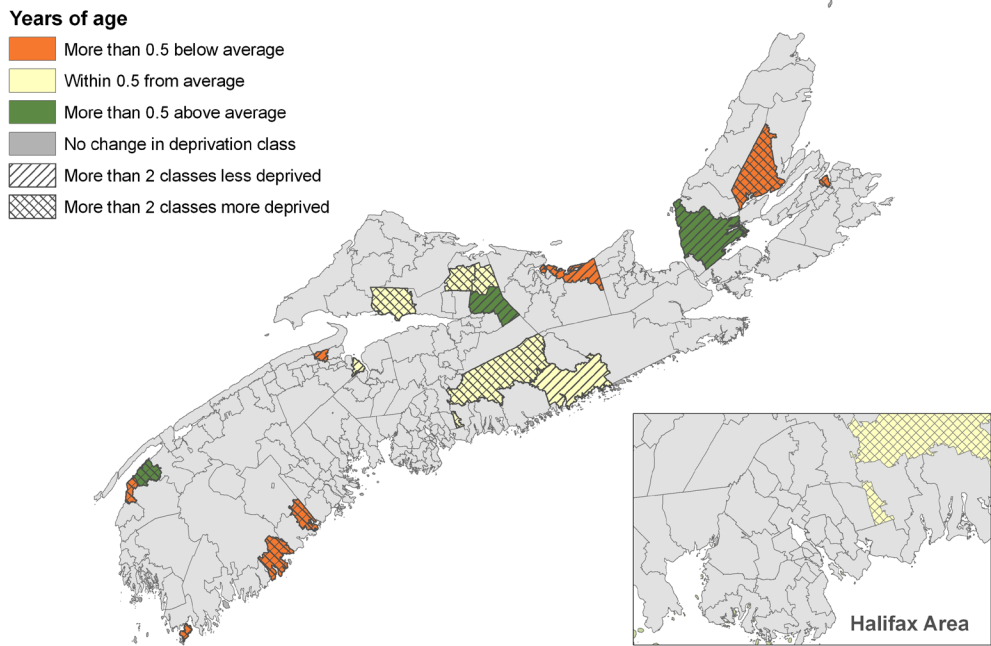 Years of age
More than 0.5 below average
Within 0.5 from average
More than 0.5 above average
No change in deprivation class
More than 2 classes less deprived
More than 2 classes more deprived
Halifax Area